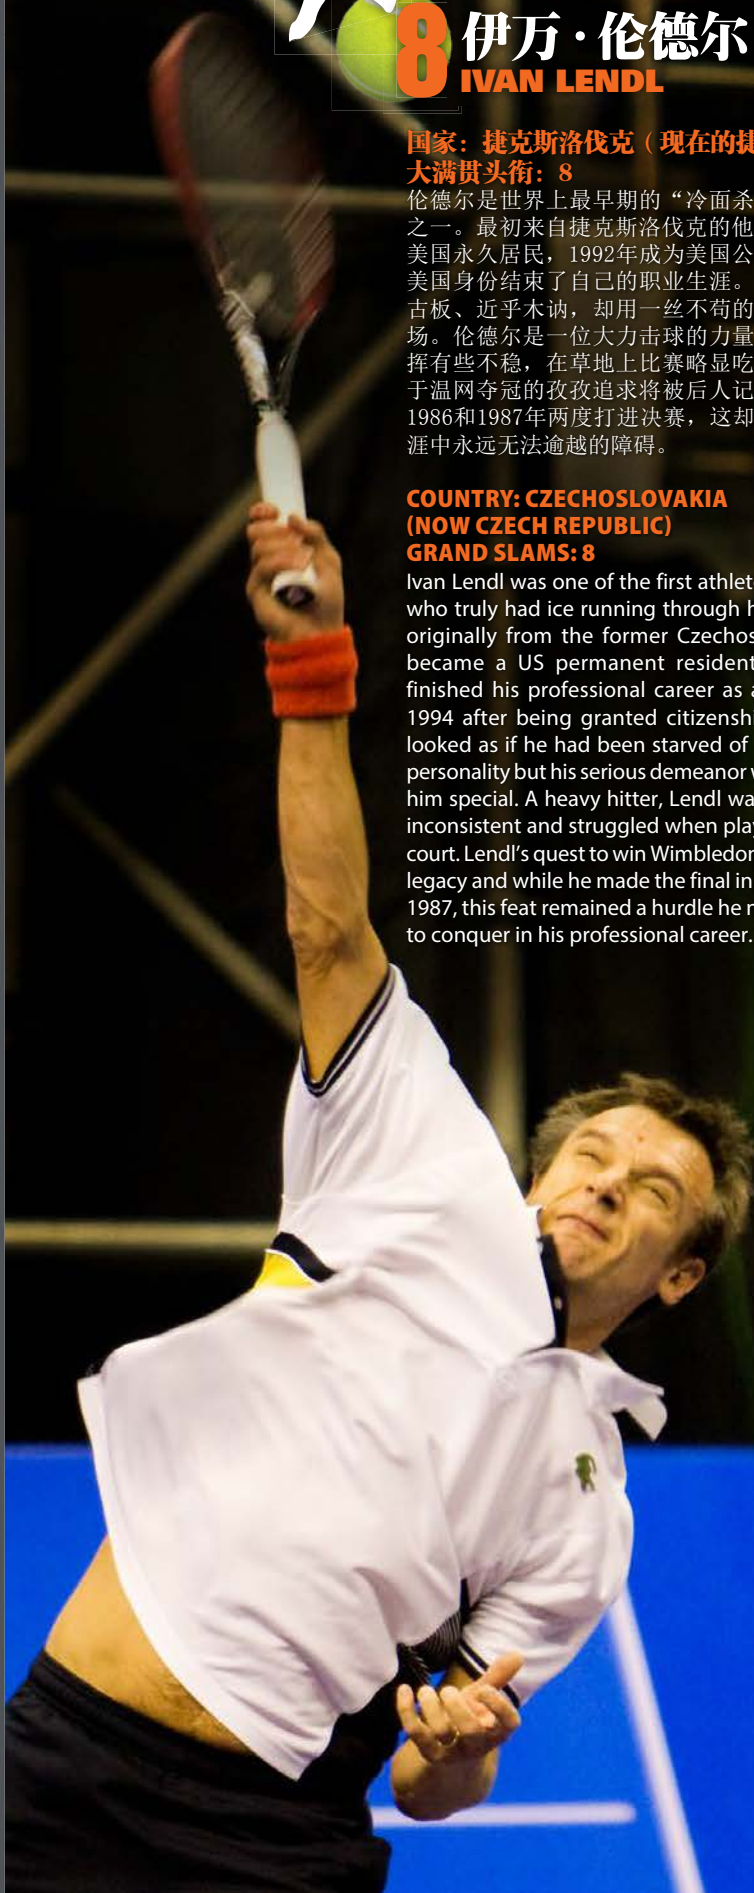 8 伊万·伦德尔
IVAN LENDL
国家：捷克斯洛伐克（现在的捷
大满贯头衔：8
伦德尔是世界上最早期的“冷面杀
之一。最初来自捷克斯洛伐克的他
美国永久居民，1992年成为美国公
美国身份结束了自己的职业生涯。
古板、近乎木讷，却用一丝不苟的
场。伦德尔是一位大力击球的力量
挥有些不稳，在草地上比赛略显吃
于温网夺冠的孜孜追求将被后人记
1986和1987年两度打进决赛，这却
涯中永远无法逾越的障碍。
COUNTRY: CZECHOSLOVAKIA
(NOW CZECH REPUBLIC)
GRAND SLAMS: 8
Ivan Lendl was one of the first athlet
who truly had ice running through h
originally from the former Czechos
became a US permanent resident
finished his professional career as a
1994 after being granted citizensh
looked as if he had been starved of
personality but his serious demeanor
him special. A heavy hitter, Lendl wa
inconsistent and struggled when play
court. Lendl’s quest to win Wimbledon
legacy and while he made the final in
1987, this feat remained a hurdle he
to conquer in his professional career.